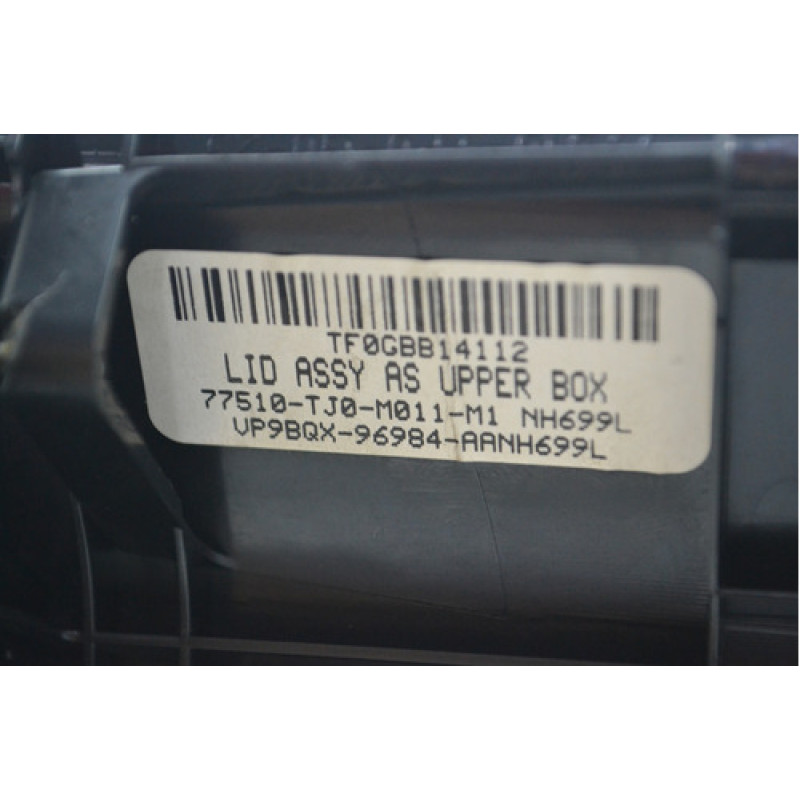 TF0GBB14112
LID ASSY AS UPPER BOX
77510-TJ0-M011-M1 NH699L
VP9BQX-96984-AANH699L